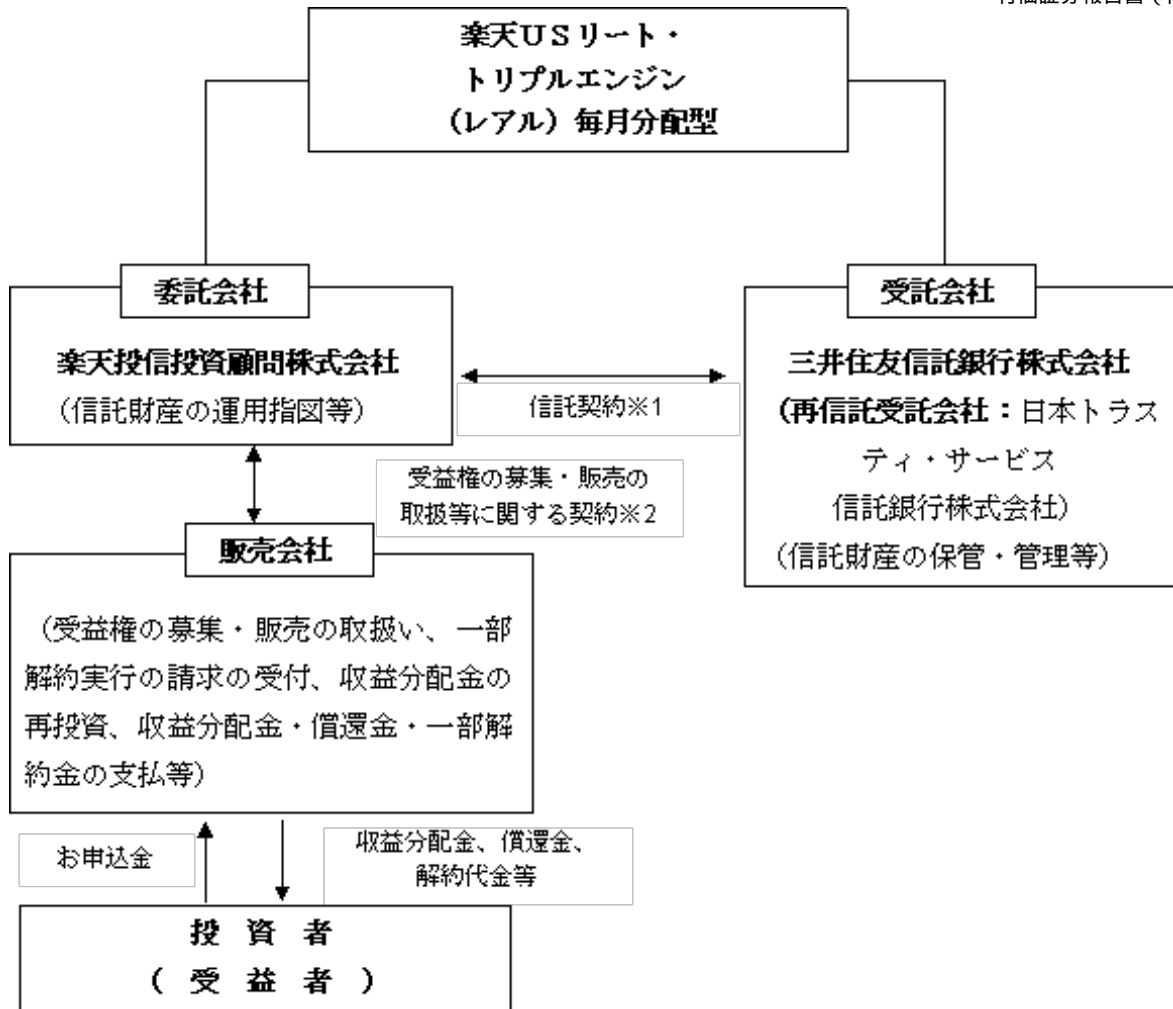 楽天ＵＳリート・
トリプルエンジン
（レアル）毎月分配型
委託会社
楽天投信投資顧問株式会社
（信託財産の運用指図等）
信託契約※1
受託会社
三井住友信託銀行株式会社
（再信託受託会社：日本トラス
ティ・サービス
信託銀行株式会社）
（信託財産の保管・管理等）
受益権の募集・販売の
取扱等に関する契約※2
販売会社
（受益権の募集・販売の取扱い、一部
解約実行の請求の受付、収益分配金の
再投資、収益分配金・償還金・一部解
約金の支払等）
お申込金
収益分配金、償還金、
解約代金等
投 資 者
（ 受 益 者 ）